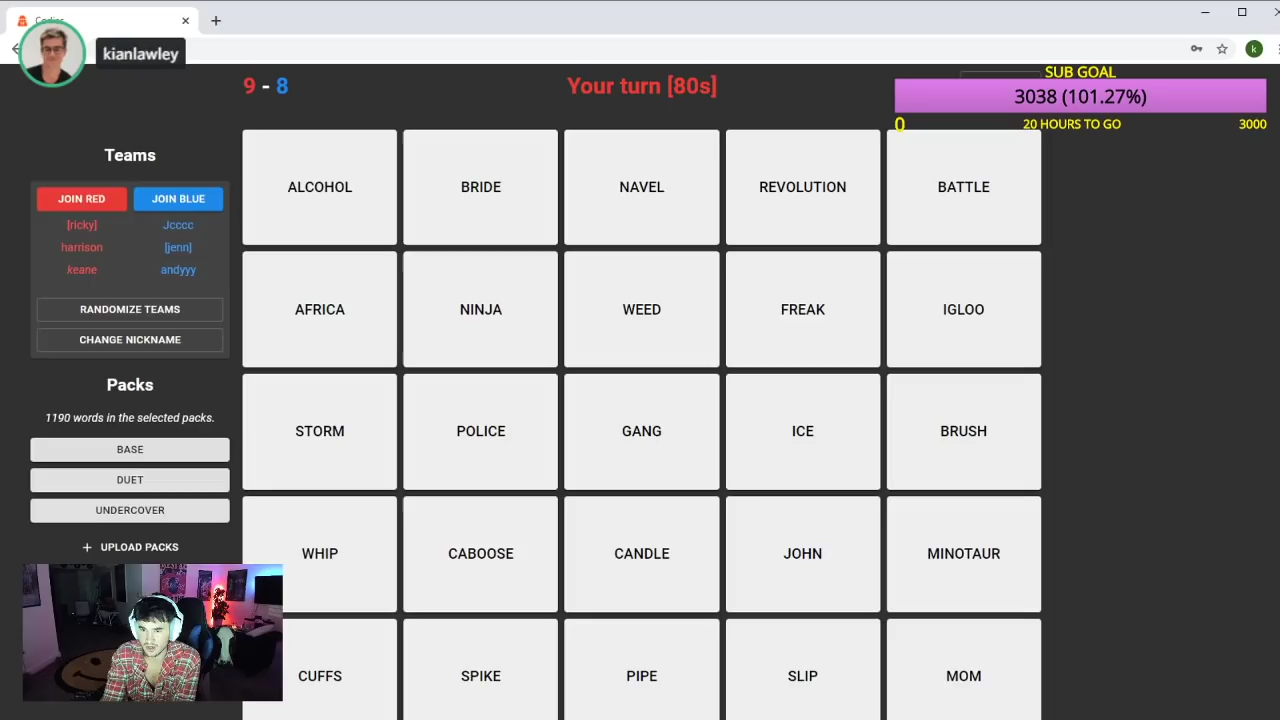 kianlawley
9 - 8
Your turn [80s]
SUB GOAL
3038 (101.27%)
0
20 HOURS TO GO
3000
k
Teams
JOIN RED
JOIN BLUE
[ricky]
Jcccc
harrison
[jenn]
keane
andyyy
RANDOMIZE TEAMS
CHANGE NICKNAME
Packs
1190 words in the selected packs.
BASE
DUET
UNDERCOVER
+ UPLOAD PACKS
ALCOHOL
BRIDE
NAVEL
REVOLUTION
BATTLE
AFRICA
NINJA
WEED
FREAK
IGLOO
STORM
POLICE
GANG
ICE
BRUSH
WHIP
CABOOSE
CANDLE
JOHN
MINOTAUR
CUFFS
SPIKE
PIPE
SLIP
MOM